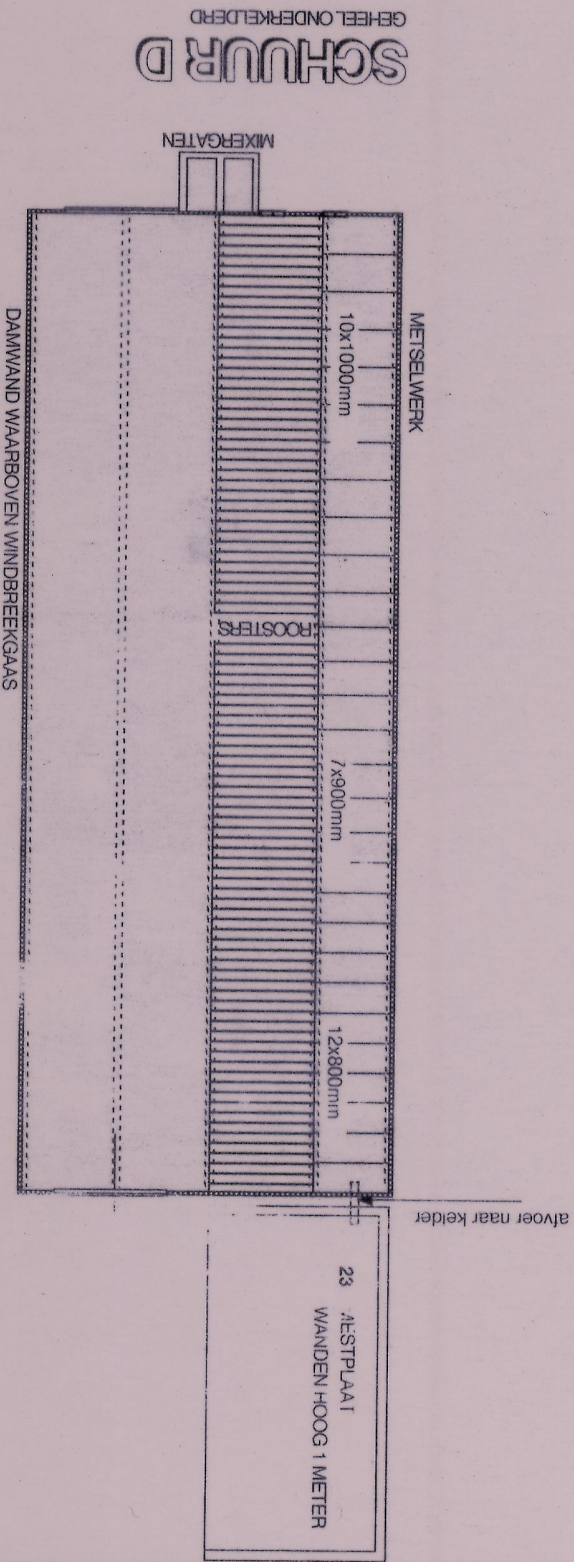 SCHUUR D
GEHEEL ONDERKELDERD
MIXERGATEN
METSELWERK
10x1000mm
ROOSTERS
7x900mm
12x800mm
DAMWAND WAARBOVEN WINDBREEKGAAS
afvoer naar kelder
23 MESTPLAAT
WANDEN HOOG 1 METER